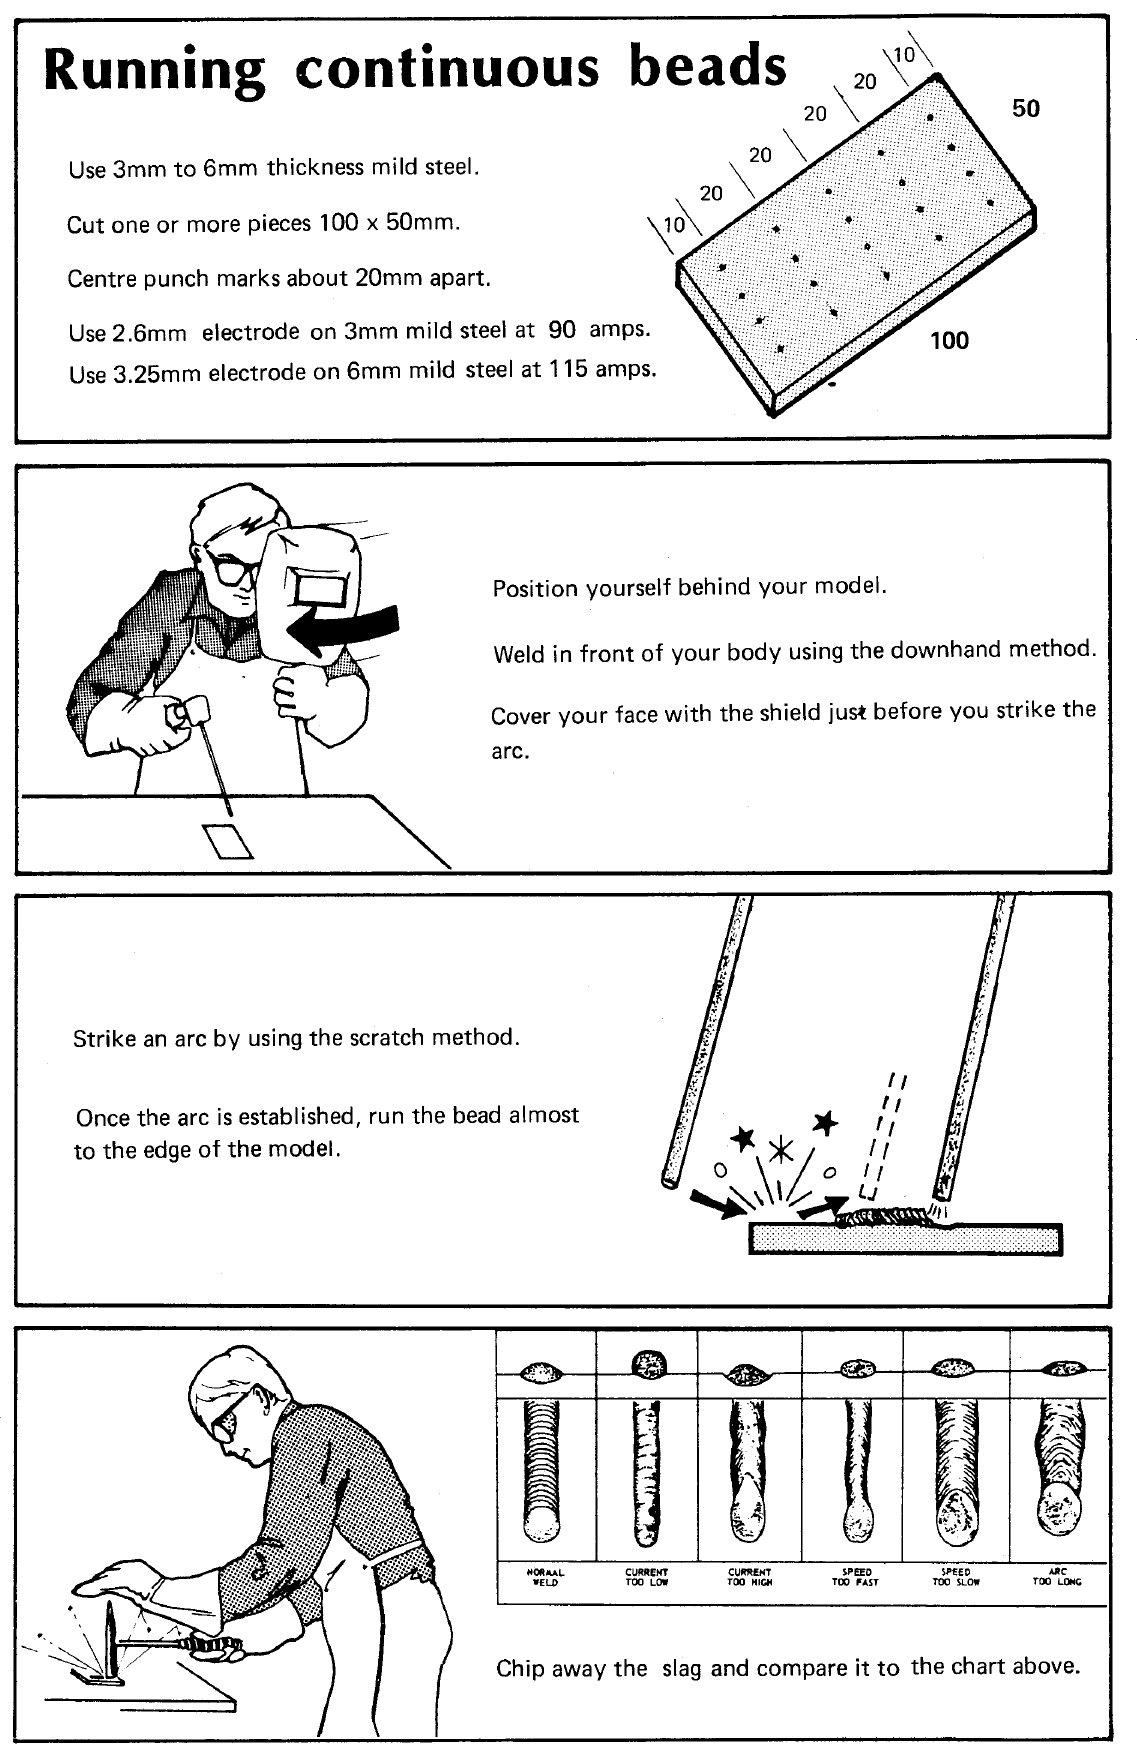 Running continuous beads
10
20
20
20
20
10
50
100
Use 3mm to 6mm thickness mild steel.
Cut one or more pieces 100 x 50mm.
Centre punch marks about 20mm apart.
Use 2.6mm electrode on 3mm mild steel at 90 amps.
Use 3.25mm electrode on 6mm mild steel at 115 amps.
Position yourself behind your model.
Weld in front of your body using the downhand method.
Cover your face with the shield just before you strike the
arc.
Strike an arc by using the scratch method.
Once the arc is established, run the bead almost
to the edge of the model.
NORMAL
WELD
CURRENT
TOO LOW
CURRENT
TOO HIGH
SPEED
TOO FAST
SPEED
TOO SLOW
ARC
TOO LONG
Chip away the slag and compare it to the chart above.